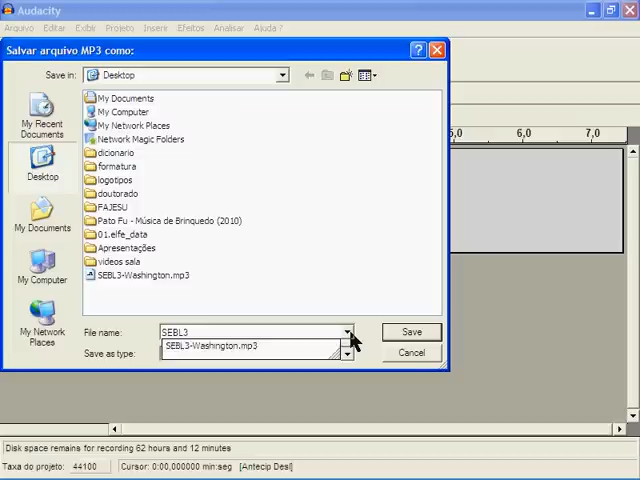 Audacity
Arquivo Editar Exibir Projeto Inserir Efeitos Analisar Ajuda ?
Salvar arquivo MP3 como:
Save in: Desktop
My Recent Documents
Desktop
My Documents
My Computer
My Network Places
My Documents
My Computer
My Network Places
Network Magic Folders
dicionario
formatura
logotipos
doutorado
FAJESU
Pato Fu - Música de Brinquedo (2010)
01.elfe_data
Apresentações
videos sala
SEBL3-Washington.mp3
File name: SEBL3
Save
SEBL3-Washington.mp3
Save as type:
Cancel
5,0 6,0 7,0
Disk space remains for recording 62 hours and 12 minutes
Taxa do projeto: 44100 Cursor: 0:00,000000 min:seg [Antecip Desl]